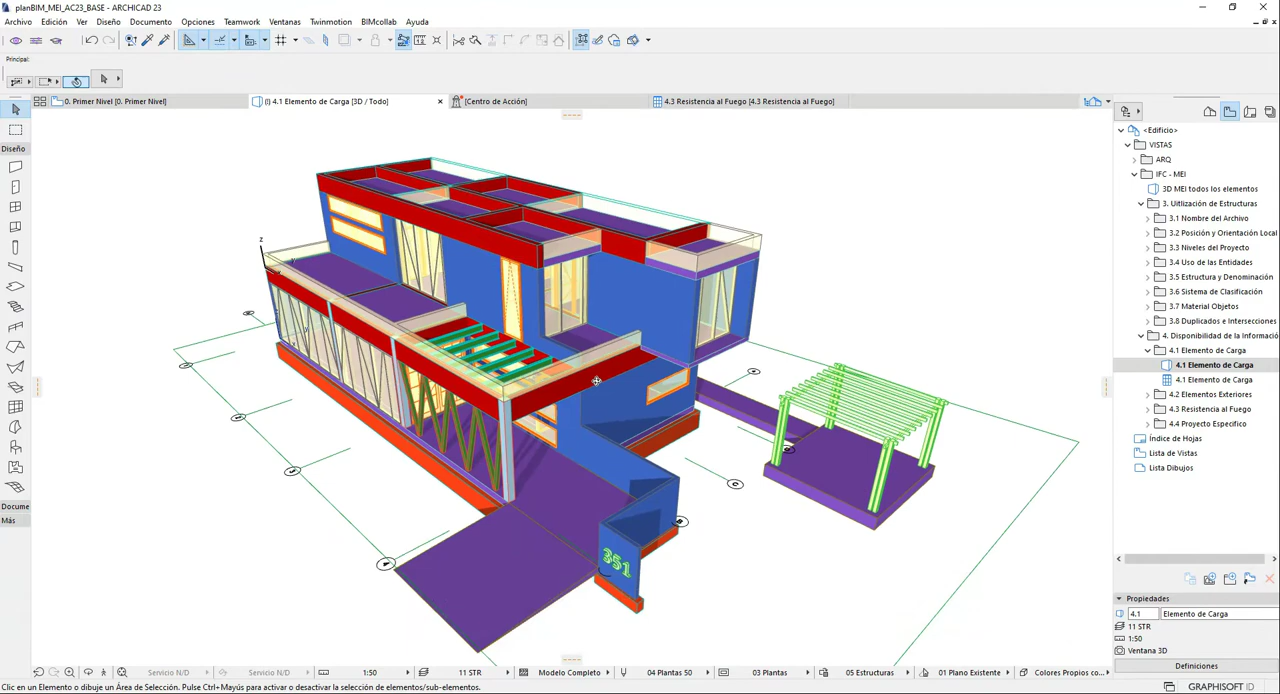 planBIM_MEI_AC23_BASE - ARCHICAD 23
Archivo Edición Ver Diseño Documento Opciones Teamwork Ventanas Twinmotion BIMcollab Ayuda
Principal:
0. Primer Nivel [0. Primer Nivel]
(!) 4.1 Elemento de Carga [3D / Todo]
[Centro de Acción]
4.3 Resistencia al Fuego [4.3 Resistencia al Fuego]
Diseño
Docume
Más
z
351
C
B
A
<Edificio>
VISTAS
ARQ
IFC - MEI
3D MEI todos los elementos
3. Uitlización de Estructuras
3.1 Nombre del Archivo
3.2 Posición y Orientación Local
3.3 Niveles del Proyecto
3.4 Uso de las Entidades
3.5 Estructura y Denominación
3.6 Sistema de Clasificación
3.7 Material Objetos
3.8 Duplicados e Intersecciones
4. Disponibilidad de la Informació
4.1 Elemento de Carga
4.1 Elemento de Carga
4.1 Elemento de Carga
4.2 Elementos Exteriores
4.3 Resistencia al Fuego
4.4 Proyecto Especifico
Índice de Hojas
Lista de Vistas
Lista Dibujos
Propiedades
4.1 Elemento de Carga
11 STR
1:50
Ventana 3D
Definiciones
Servicio N/D
Servicio N/D
1:50
11 STR
Modelo Completo
04 Plantas 50
03 Plantas
05 Estructuras
01 Plano Existente
Colores Propios co...
Clic en un Elemento o dibuje un Área de Selección. Pulse Ctrl+Mayús para activar o desactivar la selección de elementos/sub-elementos.
GRAPHISOFT ID